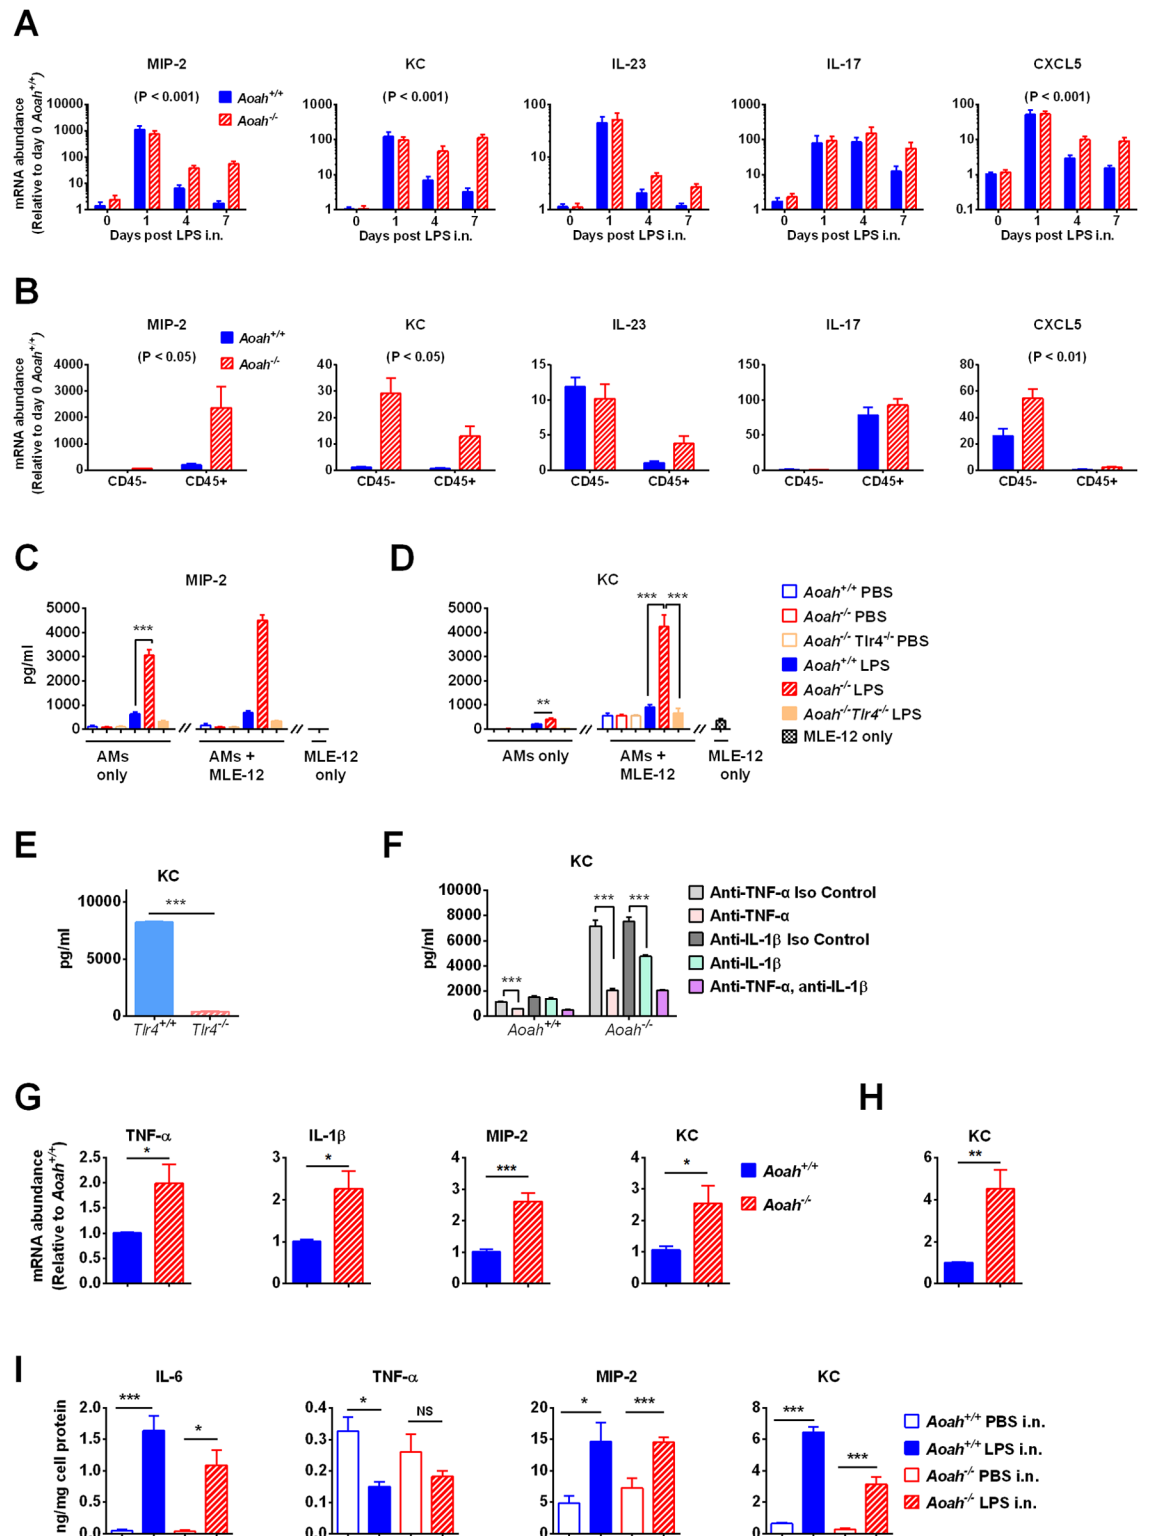 A
MIP-2 KC IL-23 IL-17 CXCL5
mRNA abundance
(Relative to day 0 Aoah+/+)
(P < 0.001) (P < 0.001) (P < 0.001)
Aoah+/+
Aoah-/-
10000 1000 100 10 1
1000 100 10 1
100 10 1
1000 100 10 1
100 10 1 0.1
0 1 4 7 0 1 4 7 0 1 4 7 0 1 4 7 0 1 4 7
Days post LPS i.n. Days post LPS i.n. Days post LPS i.n. Days post LPS i.n. Days post LPS i.n.
B
MIP-2 KC IL-23 IL-17 CXCL5
mRNA abundance
(Relative to day 0 Aoah+/+)
(P < 0.05) (P < 0.05) (P < 0.01)
Aoah+/+
Aoah-/-
4000 3000 2000 1000 0
40 30 20 10 0
15 10 5 0
150 100 50 0
80 60 40 20 0
CD45- CD45+ CD45- CD45+ CD45- CD45+ CD45- CD45+ CD45- CD45+
C
MIP-2
pg/ml
5000 4000 3000 2000 1000 0
***
// //
AMs only
AMs + MLE-12
MLE-12 only
D
KC
5000 4000 3000 2000 1000 0
** *** ***
// //
AMs only
AMs + MLE-12
MLE-12 only
Aoah+/+ PBS
Aoah-/- PBS
Aoah-/- Tlr4-/- PBS
Aoah+/+ LPS
Aoah-/- LPS
Aoah-/-Tlr4-/- LPS
MLE-12 only
E
KC
pg/ml
10000 5000 0
***
Tlr4+/+ Tlr4-/-
F
KC
pg/ml
10000 8000 6000 4000 2000 0
*** *** ***
Aoah+/+ Aoah-/-
Anti-TNF-α Iso Control
Anti-TNF-α
Anti-IL-1β Iso Control
Anti-IL-1β
Anti-TNF-α, anti-IL-1β
G
TNF-α IL-1β MIP-2 KC
mRNA abundance
(Relative to Aoah+/+)
* * *** *
2.5 2.0 1.5 1.0 0.5 0.0
3 2 1 0
4 3 2 1 0
4 3 2 1 0
Aoah+/+
Aoah-/-
H
KC
**
6 4 2 0
I
IL-6 TNF-α MIP-2 KC
ng/mg cell protein
*** * * NS * *** *** ***
2.0 1.5 1.0 0.5 0.0
0.4 0.3 0.2 0.1 0.0
20 15 10 5 0
8 6 4 2 0
Aoah+/+ PBS i.n.
Aoah+/+ LPS i.n.
Aoah-/- PBS i.n.
Aoah-/- LPS i.n.